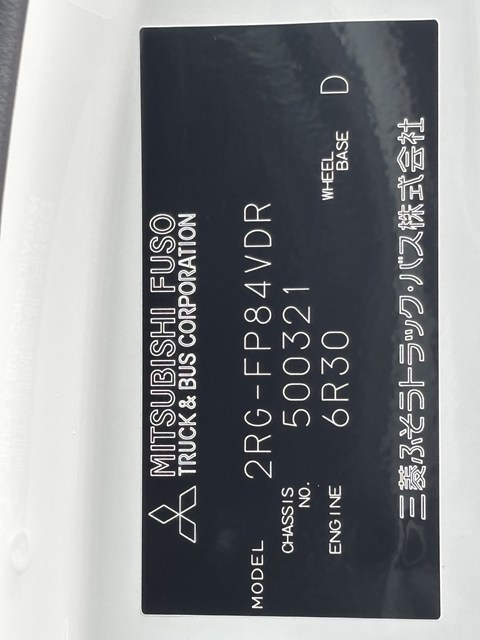 MITSUBISHI FUSO
TRUCK & BUS CORPORATION
MODEL 2RG-FP84VDR
CHASSIS NO. 500321
ENGINE 6R30 WHEEL BASE D
三菱ふそうトラック・バス株式会社